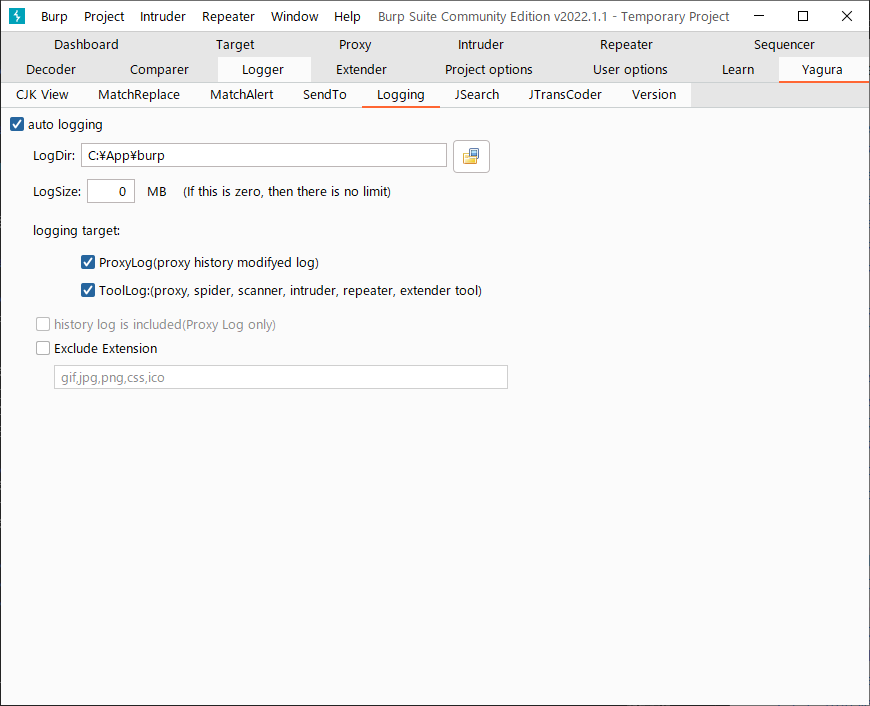 Burp Project Intruder Repeater Window Help Burp Suite Community Edition v2022.1.1 - Temporary Project
Dashboard Target Proxy Intruder Repeater Sequencer
Decoder Comparer Logger Extender Project options User options Learn Yagura
CJK View MatchReplace MatchAlert SendTo Logging JSearch JTransCoder Version
auto logging
LogDir: C:¥App¥burp
LogSize: 0 MB (If this is zero, then there is no limit)
logging target:
ProxyLog(proxy history modifyed log)
ToolLog:(proxy, spider, scanner, intruder, repeater, extender tool)
history log is included(Proxy Log only)
Exclude Extension
gif,jpg,png,css,ico